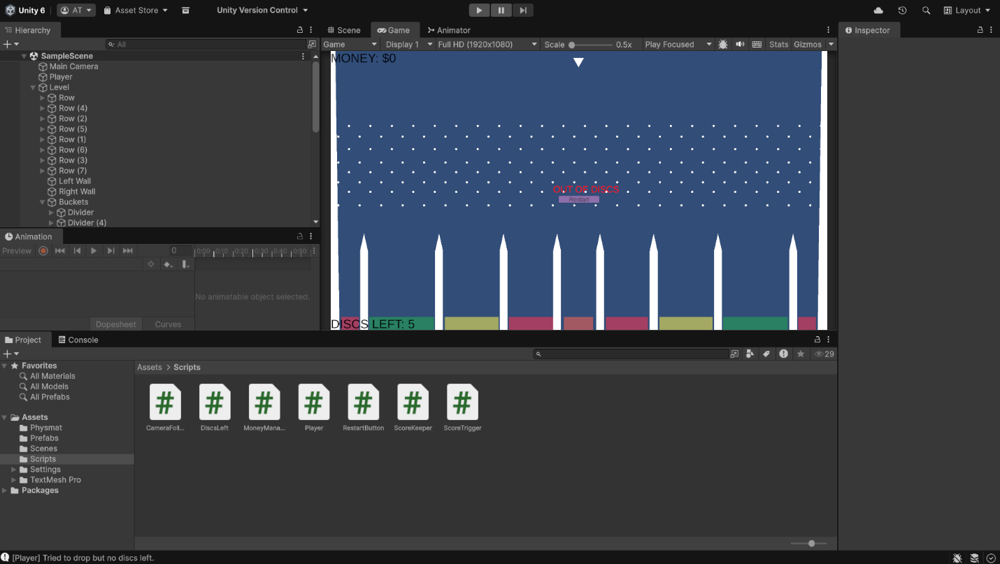 Unity 6
AT
Asset Store
Unity Version Control
Layout
Hierarchy
All
SampleScene
Main Camera
Player
Level
Row
Row (4)
Row (2)
Row (5)
Row (1)
Row (6)
Row (3)
Row (7)
Left Wall
Right Wall
Buckets
Divider
Divider (4)
Animation
Preview
0
0:00
0:10
0:20
0:30
0:40
0:50
No animatable object selected.
Dopesheet
Curves
Scene
Game
Animator
Game
Display 1
Full HD (1920x1080)
Scale
0.5x
Play Focused
Stats
Gizmos
MONEY: $0
OUT OF DISCS
Restart
DISCS LEFT: 5
Inspector
Project
Console
29
Favorites
All Materials
All Models
All Prefabs
Assets
Physmat
Prefabs
Scenes
Scripts
Settings
TextMesh Pro
Packages
Assets > Scripts
CameraFoll...
DiscsLeft
MoneyMana...
Player
RestartButton
ScoreKeeper
ScoreTrigger
[Player] Tried to drop but no discs left.